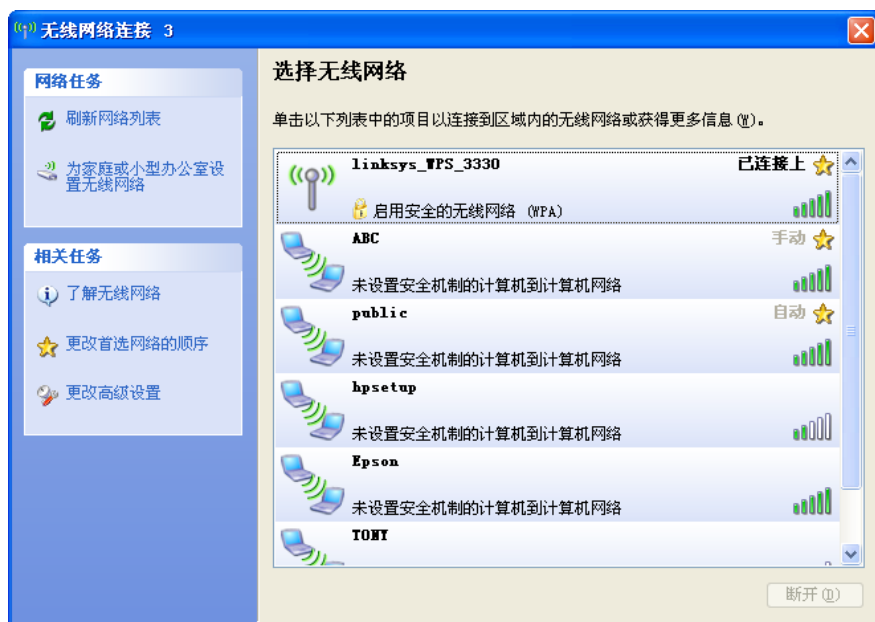 无线网络连接 3
网络任务
刷新网络列表
为家庭或小型办公室设
置无线网络
相关任务
了解无线网络
更改首选网络的顺序
更改高级设置
选择无线网络
单击以下列表中的项目以连接到区域内的无线网络或获得更多信息(W)。
linksys_WPS_3330 已连接上
启用安全的无线网络 (WPA)
ABC 手动
未设置安全机制的计算机到计算机网络
public 自动
未设置安全机制的计算机到计算机网络
hpsetup
未设置安全机制的计算机到计算机网络
Epson
未设置安全机制的计算机到计算机网络
TONY
断开(D)